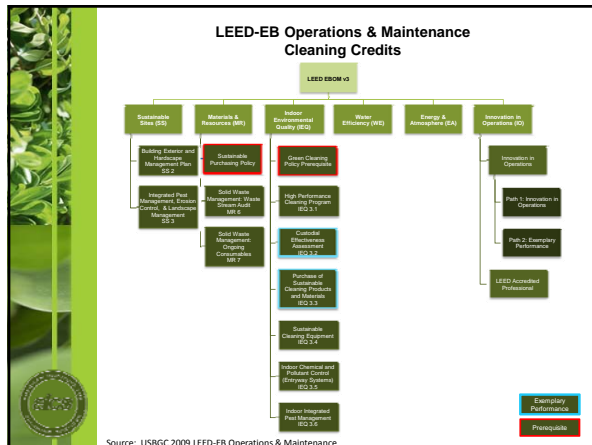 LEED-EB Operations & Maintenance
Cleaning Credits
LEED EBOM v3
Sustainable
Sites (SS)
Materials &
Resources (MR)
Indoor
Environmental
Quality (IEQ)
Water
Efficiency (WE)
Energy &
Atmosphere (EA)
Innovation in
Operations (IO)
Building Exterior and
Hardscape
Management Plan
SS 2
Integrated Pest
Management, Erosion
Control, & Landscape
Management
SS 3
Sustainable
Purchasing Policy
Solid Waste
Management: Waste
Stream Audit
MR 6
Solid Waste
Management:
Ongoing
Consumables
MR 7
Green Cleaning
Policy Prerequisite
High Performance
Cleaning Program
IEQ 3.1
Custodial
Effectiveness
Assessment
IEQ 3.2
Purchase of
Sustainable
Cleaning Products
and Materials
IEQ 3.3
Sustainable
Cleaning Equipment
IEQ 3.4
Indoor Chemical and
Pollutant Control
(Entryway Systems)
IEQ 3.5
Indoor Integrated
Pest Management
IEQ 3.6
Innovation in
Operations
Path 1: Innovation in
Operations
Path 2: Exemplary
Performance
LEED Accredited
Professional
Exemplary
Performance
Prerequisite
Source: USBGC 2009 LEED-EB Operations & Maintenance